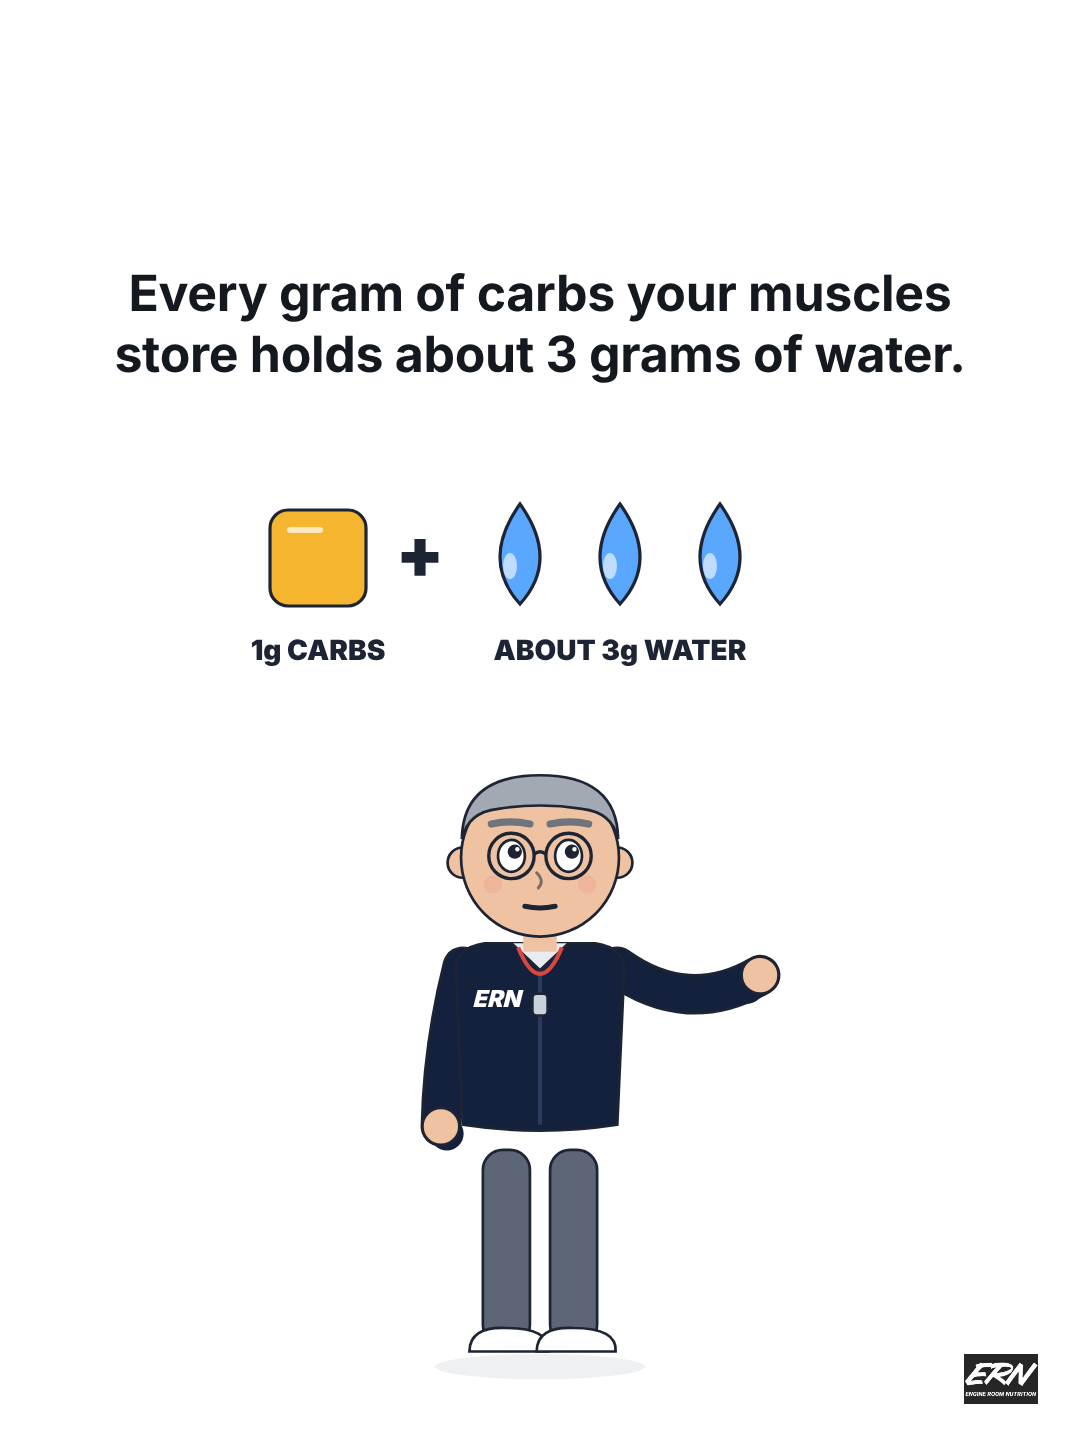 Every gram of carbs your muscles
store holds about 3 grams of water.
1g CARBS
ABOUT 3g WATER
ERN
ERN
ENGINE ROOM NUTRITION